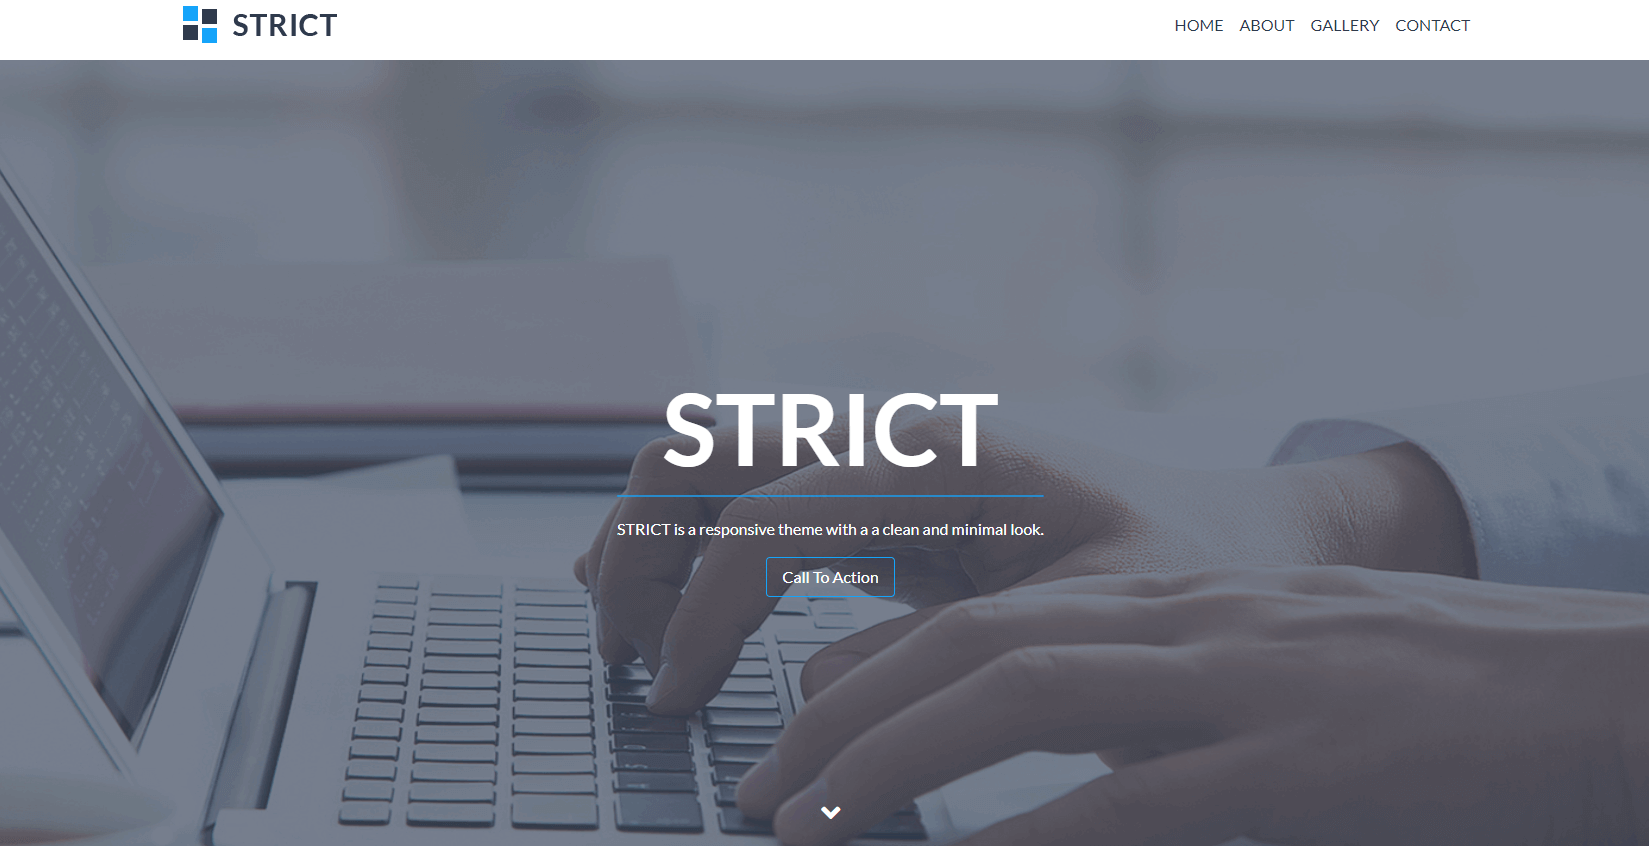 STRICT
HOME ABOUT GALLERY CONTACT
STRICT
STRICT is a responsive theme with a a clean and minimal look.
Call To Action